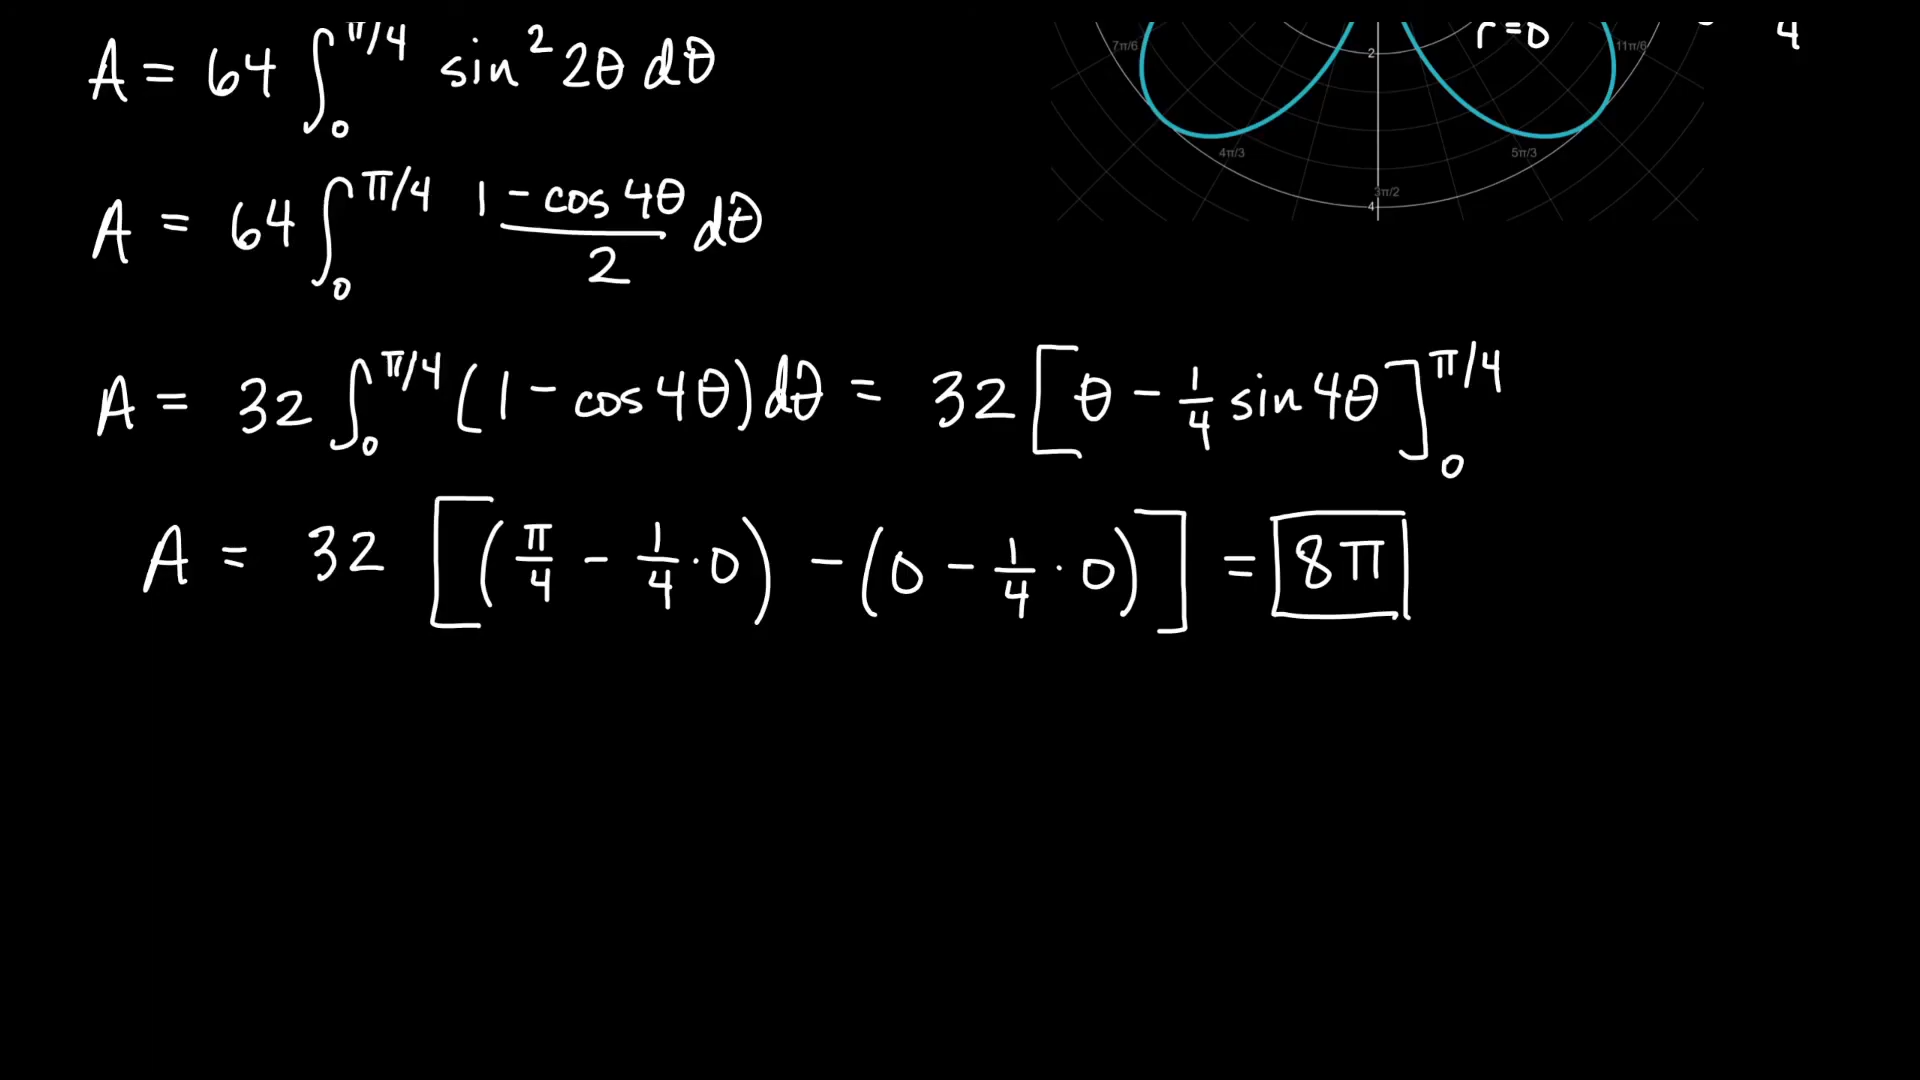 A = 64 ∫₀^π/4 sin² 2θ dθ
r = 0
4
7π/6
2
11π/6
4π/3
5π/3
3π/2
4
A = 64 ∫₀^π/4 (1 - cos 4θ)/2 dθ
A = 32 ∫₀^π/4 (1 - cos 4θ) dθ = 32 [θ - 1/4 sin 4θ]₀^π/4
A = 32 [(π/4 - 1/4 · 0) - (0 - 1/4 · 0)] = 8π